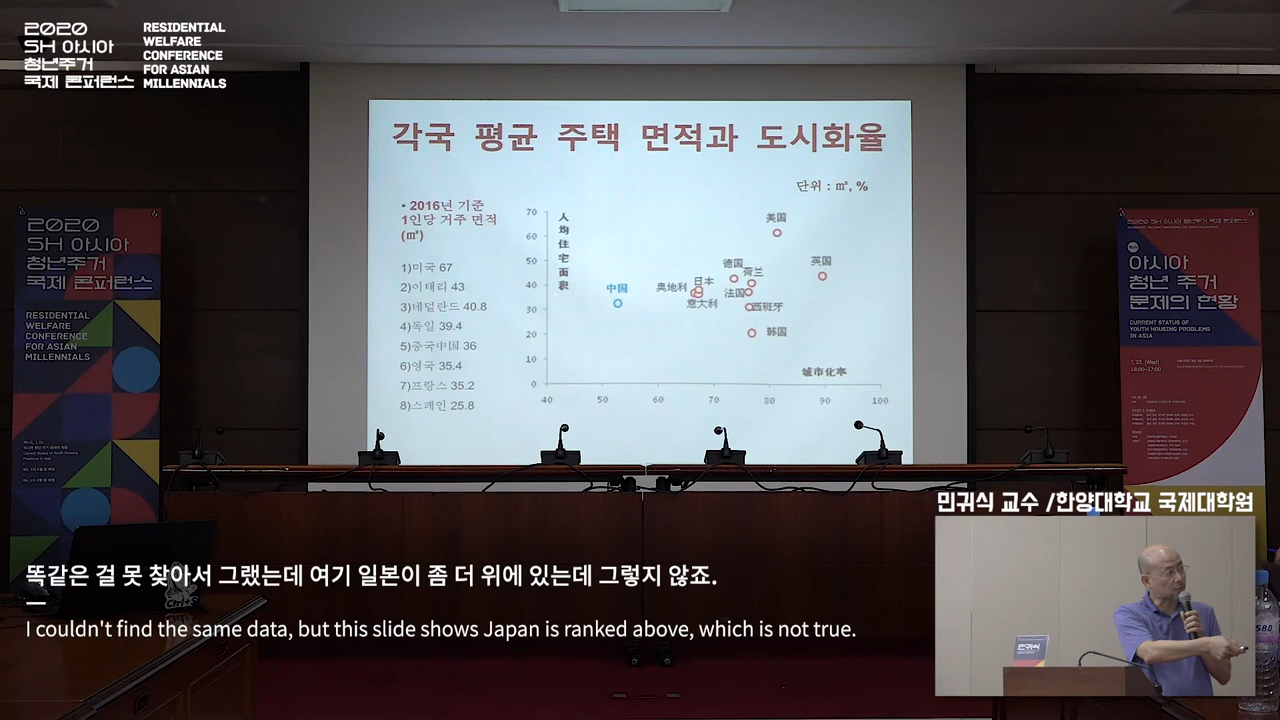 2020
SH 아시아
청년주거
국제 콘퍼런스
RESIDENTIAL
WELFARE
CONFERENCE
FOR ASIAN
MILLENNIALS
각국 평균 주택 면적과 도시화율
단위 : ㎡, %
• 2016년 기준
1인당 거주 면적
(㎡)
1)미국 67
2)이태리 43
3)네덜란드 40.8
4)독일 39.4
5)중국中国 36
6)영국 35.4
7)프랑스 35.2
8)스페인 25.8
人均住宅面积
70
60
50
40
30
20
10
0
美国
英国
德国
荷兰
日本
奥地利
中国
法国
意大利
西班牙
韩国
城市化率
40 50 60 70 80 90 100
2020
SH 아시아
청년주거
국제 콘퍼런스
RESIDENTIAL
WELFARE
CONFERENCE
FOR ASIAN
MILLENNIALS
아시아
청년 주거
문제의 현황
CURRENT STATUS OF
YOUTH HOUSING PROBLEMS
IN ASIA
7. 22. (Wed)
민귀식 교수 /한양대학교 국제대학원
민귀식
똑같은 걸 못 찾아서 그랬는데 여기 일본이 좀 더 위에 있는데 그렇지 않죠.
I couldn't find the same data, but this slide shows Japan is ranked above, which is not true.